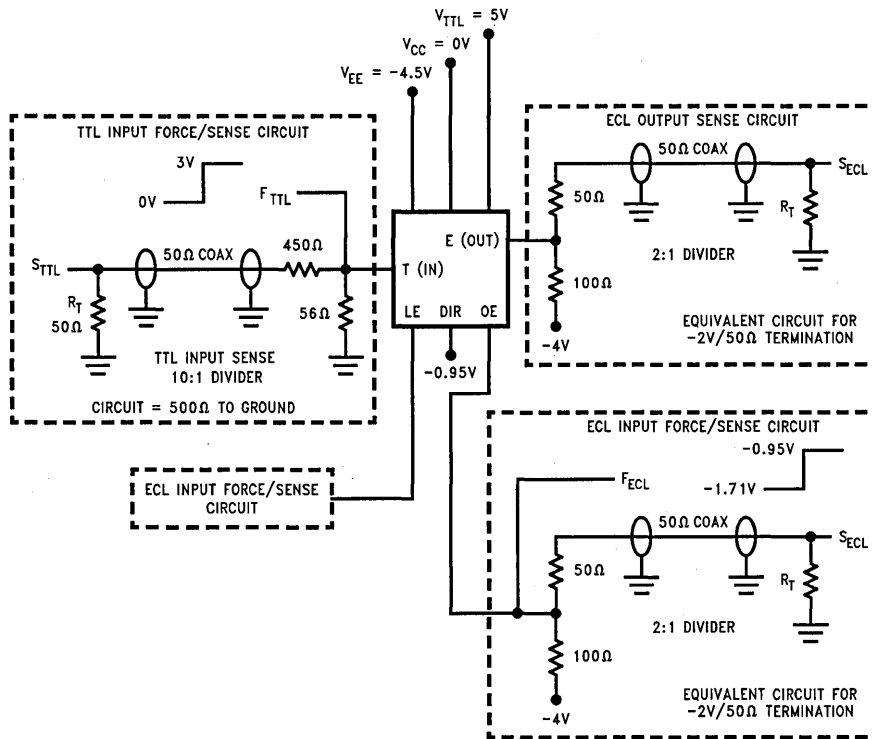 V_TTL = 5V
V_CC = 0V
V_EE = -4.5V
TTL INPUT FORCE/SENSE CIRCUIT
3V
0V
F_TTL
S_TTL
50Ω COAX
450Ω
R_T
50Ω
56Ω
TTL INPUT SENSE
10:1 DIVIDER
CIRCUIT = 500Ω TO GROUND
E (OUT)
T (IN)
LE DIR OE
-0.95V
ECL OUTPUT SENSE CIRCUIT
50Ω COAX
S_ECL
50Ω
R_T
2:1 DIVIDER
100Ω
-4V
EQUIVALENT CIRCUIT FOR
-2V/50Ω TERMINATION
ECL INPUT FORCE/SENSE
CIRCUIT
ECL INPUT FORCE/SENSE CIRCUIT
-0.95V
F_ECL
-1.71V
50Ω COAX
S_ECL
50Ω
R_T
2:1 DIVIDER
100Ω
-4V
EQUIVALENT CIRCUIT FOR
-2V/50Ω TERMINATION